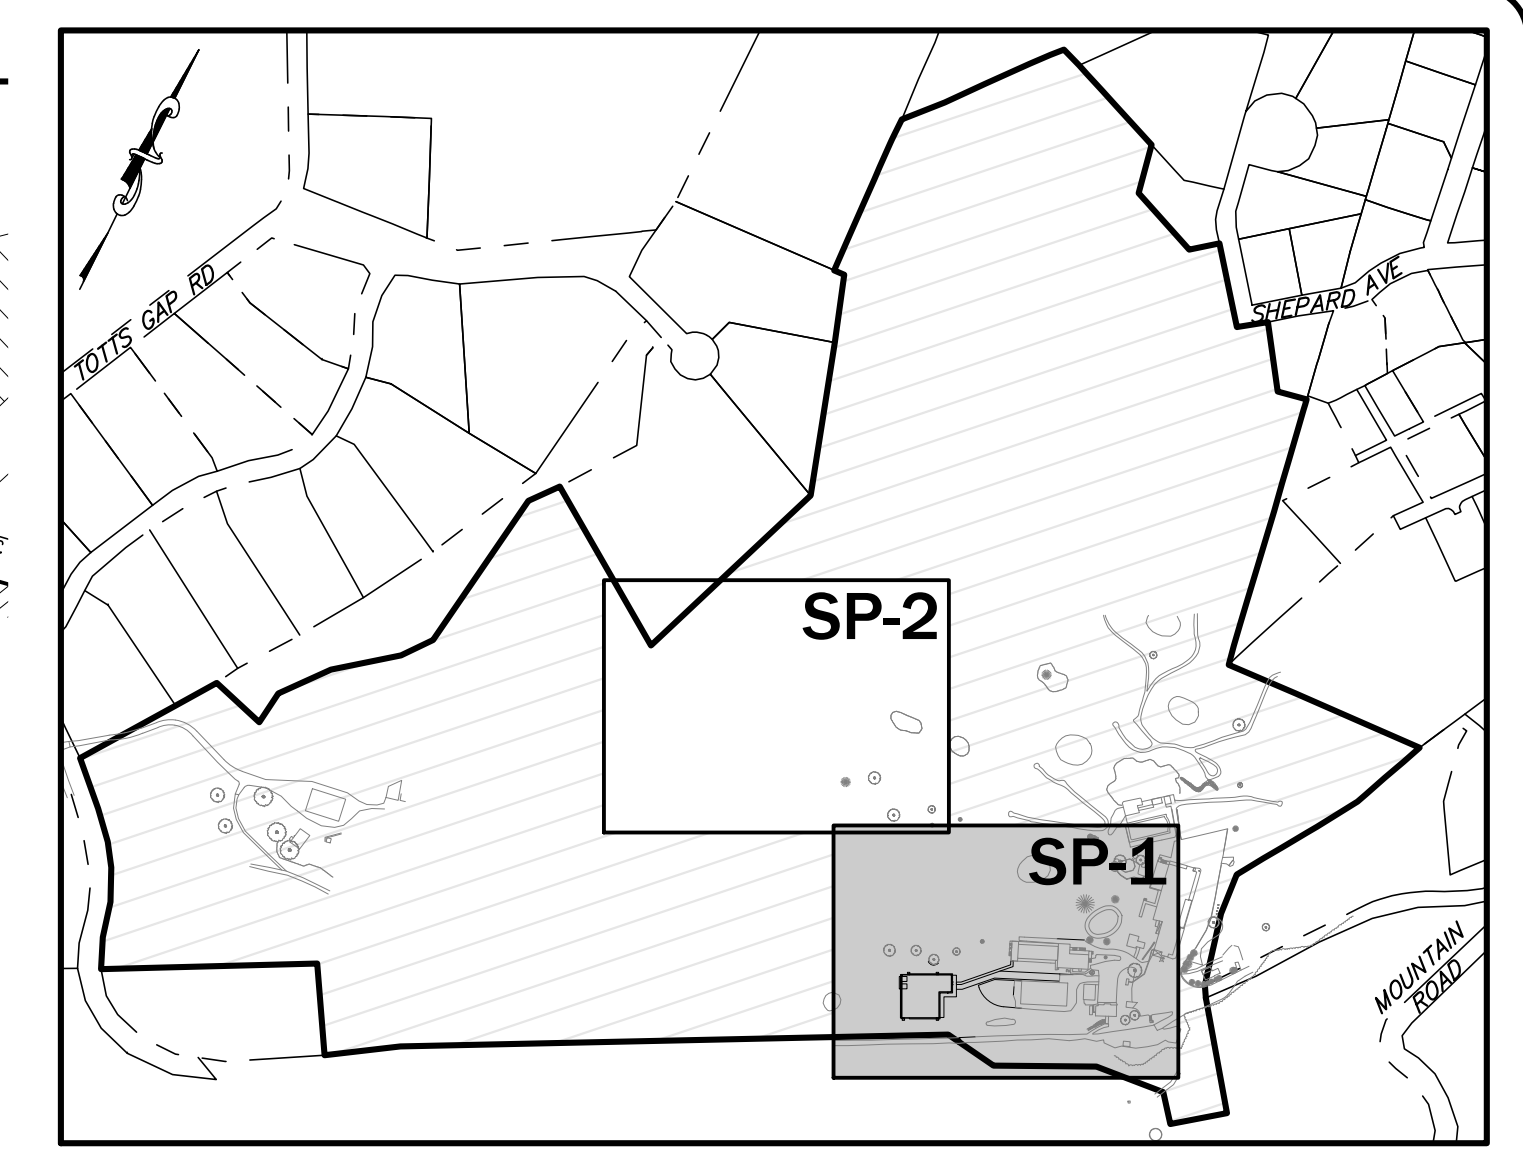 TOTTS GAP RD
SHEPARD AVE
SP-2
SP-1
MOUNTAIN
ROAD